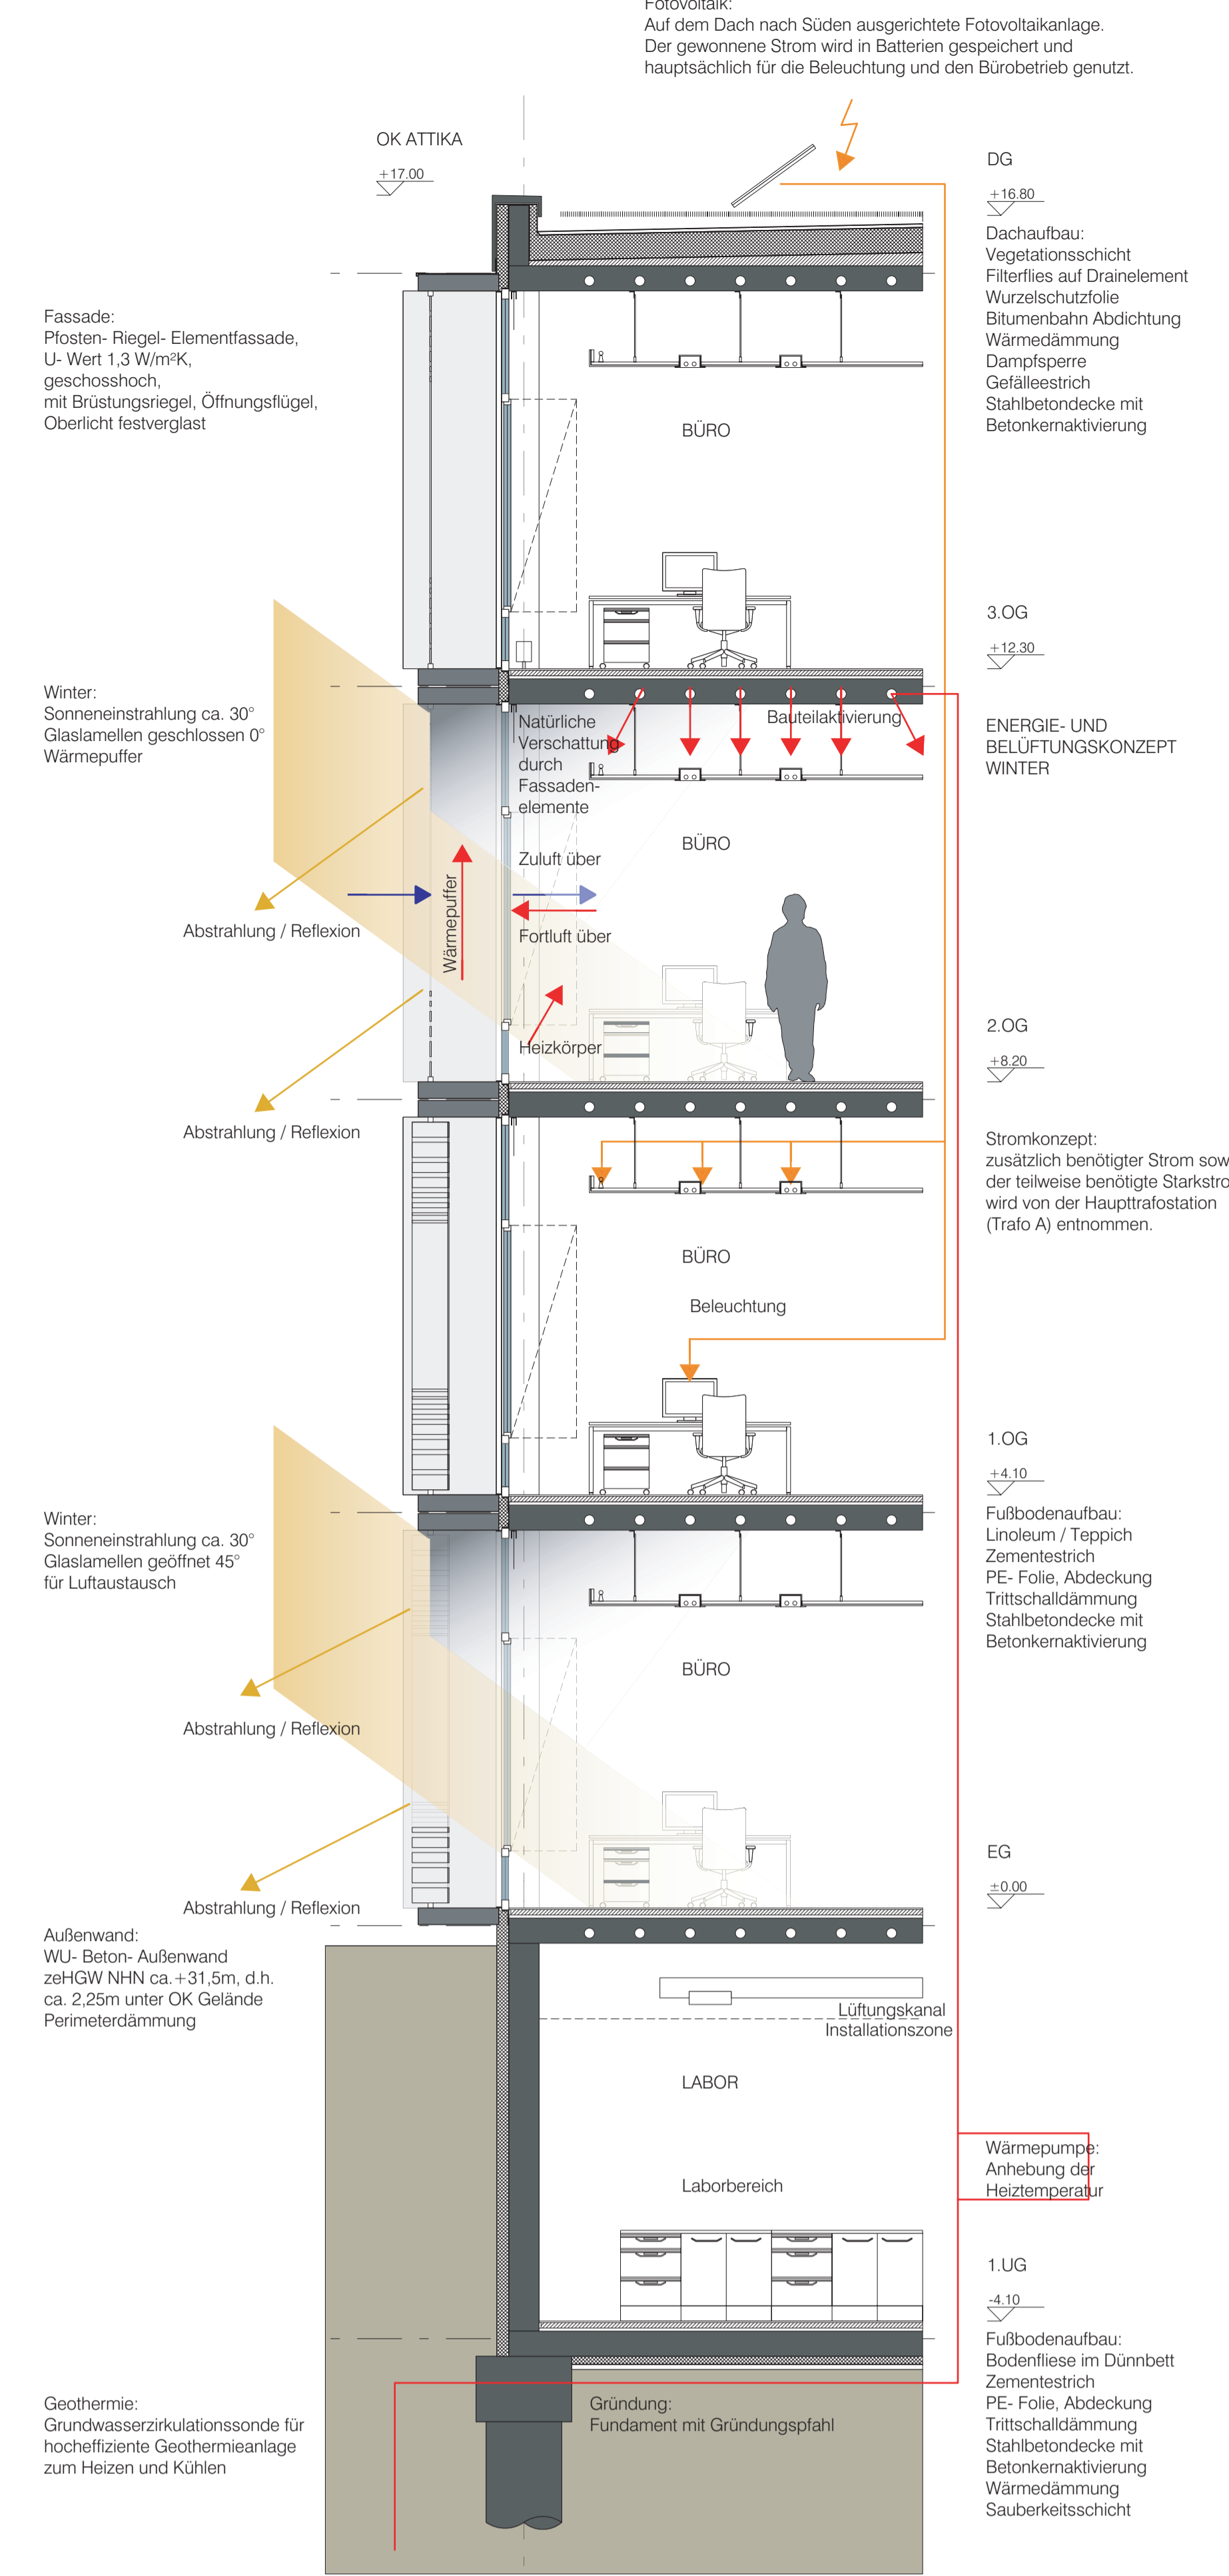 Fotovoltaik:
Auf dem Dach nach Süden ausgerichtete Fotovoltaikanlage.
Der gewonnene Strom wird in Batterien gespeichert und
hauptsächlich für die Beleuchtung und den Bürobetrieb genutzt.
OK ATTIKA
+17.00
DG
+16.80
Dachaufbau:
Vegetationsschicht
Filterflies auf Drainelement
Wurzelschutzfolie
Bitumenbahn Abdichtung
Wärmedämmung
Dampfsperre
Gefälleestrich
Stahlbetondecke mit
Betonkernaktivierung
Fassade:
Pfosten- Riegel- Elementfassade,
U- Wert 1,3 W/m²K,
geschosshoch,
mit Brüstungsriegel, Öffnungsflügel,
Oberlicht festverglast
BÜRO
3.OG
+12.30
Winter:
Sonneneinstrahlung ca. 30°
Glaslamellen geschlossen 0°
Wärmepuffer
Natürliche
Verschattung
durch
Fassaden-
elemente
Bauteilaktivierung
ENERGIE- UND
BELÜFTUNGSKONZEPT
WINTER
BÜRO
Zuluft über
Wärmepuffer
Fortluft über
Abstrahlung / Reflexion
Heizkörper
2.OG
+8.20
Abstrahlung / Reflexion
Stromkonzept:
zusätzlich benötigter Strom sow
der teilweise benötigte Starkstro
wird von der Haupttrafostation
(Trafo A) entnommen.
BÜRO
Beleuchtung
1.OG
+4.10
Fußbodenaufbau:
Linoleum / Teppich
Zementestrich
PE- Folie, Abdeckung
Trittschalldämmung
Stahlbetondecke mit
Betonkernaktivierung
Winter:
Sonneneinstrahlung ca. 30°
Glaslamellen geöffnet 45°
für Luftaustausch
BÜRO
Abstrahlung / Reflexion
EG
±0.00
Abstrahlung / Reflexion
Außenwand:
WU- Beton- Außenwand
zeHGW NHN ca.+31,5m, d.h.
ca. 2,25m unter OK Gelände
Perimeterdämmung
Lüftungskanal
Installationszone
LABOR
Laborbereich
Wärmepumpe:
Anhebung der
Heiztemperatur
1.UG
-4.10
Fußbodenaufbau:
Bodenfliese im Dünnbett
Zementestrich
PE- Folie, Abdeckung
Trittschalldämmung
Stahlbetondecke mit
Betonkernaktivierung
Wärmedämmung
Sauberkeitsschicht
Geothermie:
Grundwasserzirkulationssonde für
hocheffiziente Geothermieanlage
zum Heizen und Kühlen
Gründung:
Fundament mit Gründungspfahl